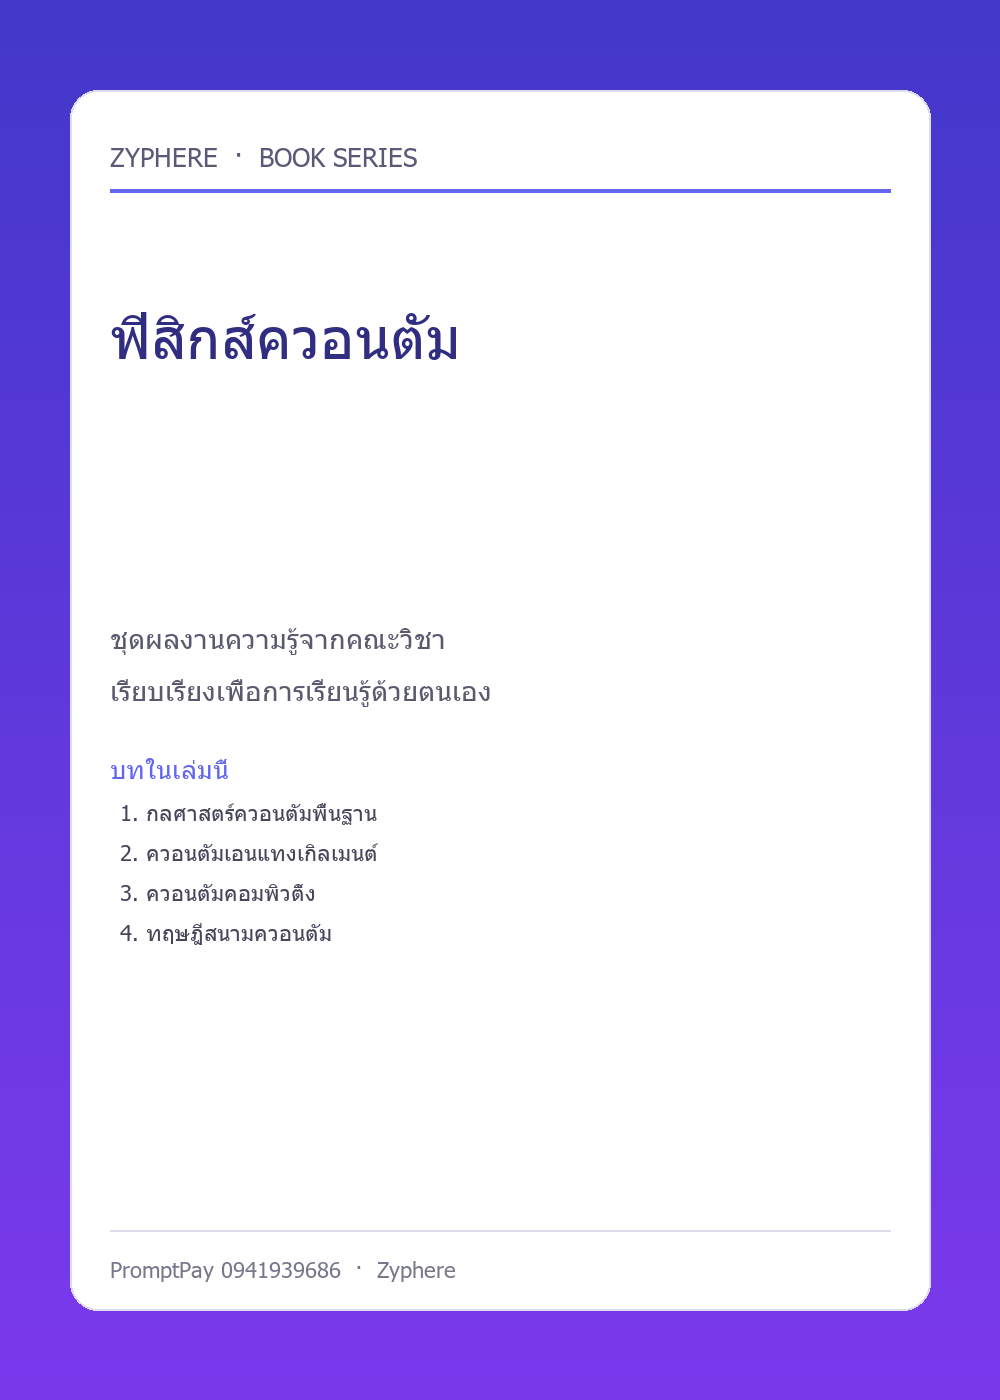 ZYPHERE · BOOK SERIES
ฟิสิกส์ควอนตัม
ชุดผลงานความรู้จากคณะวิชา
เรียบเรียงเพื่อการเรียนรู้ด้วยตนเอง
บทในเล่มนี้
1. กลศาสตร์ควอนตัมพื้นฐาน
2. ควอนตัมเอนแทงเกิลเมนต์
3. ควอนตัมคอมพิวติ้ง
4. ทฤษฎีสนามควอนตัม
PromptPay 0941939686 · Zyphere